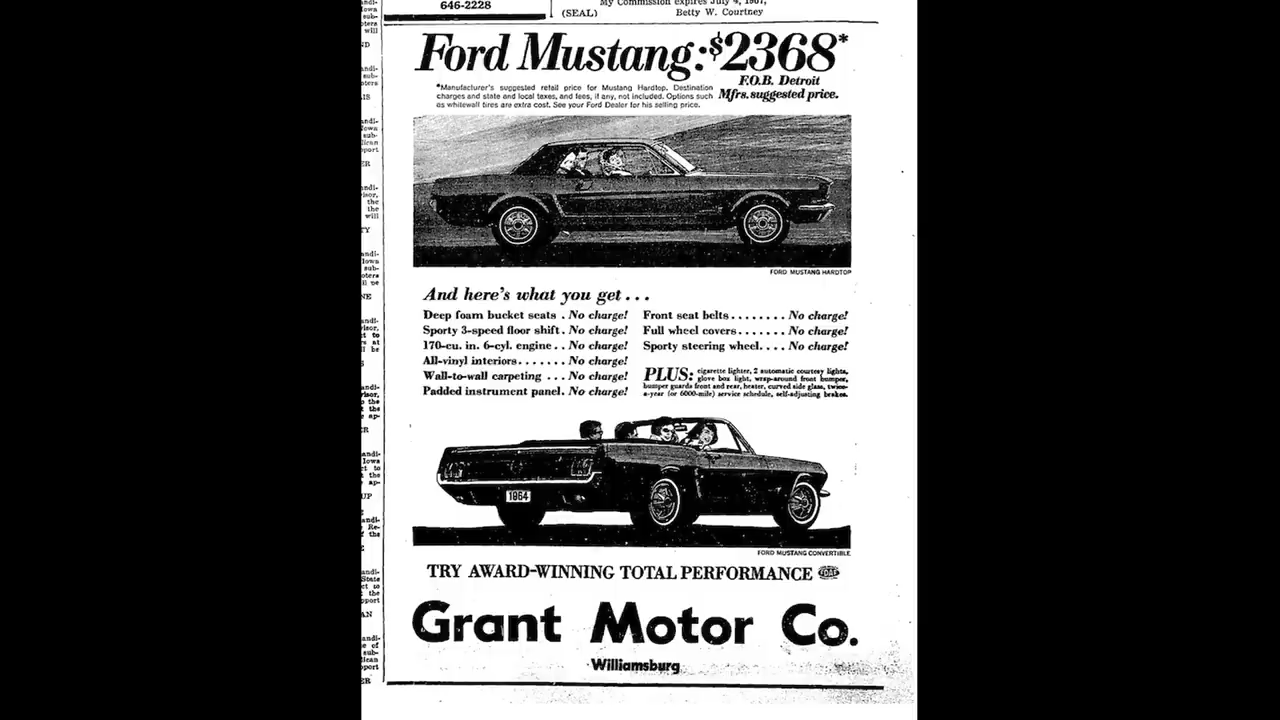 646-2228
My Commission expires July 4, 1967,
(SEAL) Betty W. Courtney
Ford Mustang: $2368*
F.O.B. Detroit
Mfrs. suggested price.
*Manufacturer's suggested retail price for Mustang Hardtop. Destination
charges and state and local taxes, and fees, if any, not included. Options such
as whitewall tires are extra cost. See your Ford Dealer for his selling price.
FORD MUSTANG HARDTOP
And here's what you get...
Deep foam bucket seats . No charge!
Sporty 3-speed floor shift. No charge!
170-cu. in. 6-cyl. engine . . No charge!
All-vinyl interiors....... No charge!
Wall-to-wall carpeting ... No charge!
Padded instrument panel. No charge!
Front seat belts........ No charge!
Full wheel covers....... No charge!
Sporty steering wheel.... No charge!
PLUS: cigarette lighter, 2 automatic courtesy lights,
glove box light, wrap-around front bumper,
bumper guards front and rear, heater, curved side glass, twice-
a-year (or 6000-mile) service schedule, self-adjusting brakes.
1964
FORD MUSTANG CONVERTIBLE
TRY AWARD-WINNING TOTAL PERFORMANCE
Grant Motor Co.
Williamsburg